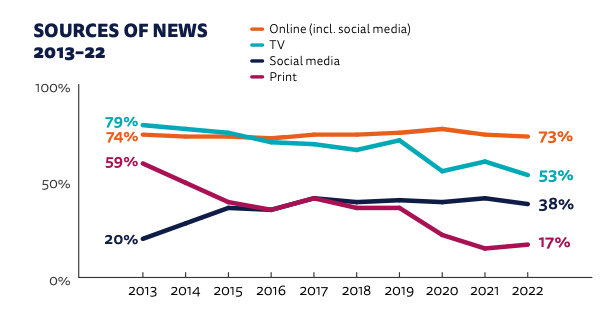 SOURCES OF NEWS
2013–22
Online (incl. social media)
TV
Social media
Print
100%
50%
0%
79%
74%
59%
20%
73%
53%
38%
17%
2013 2014 2015 2016 2017 2018 2019 2020 2021 2022